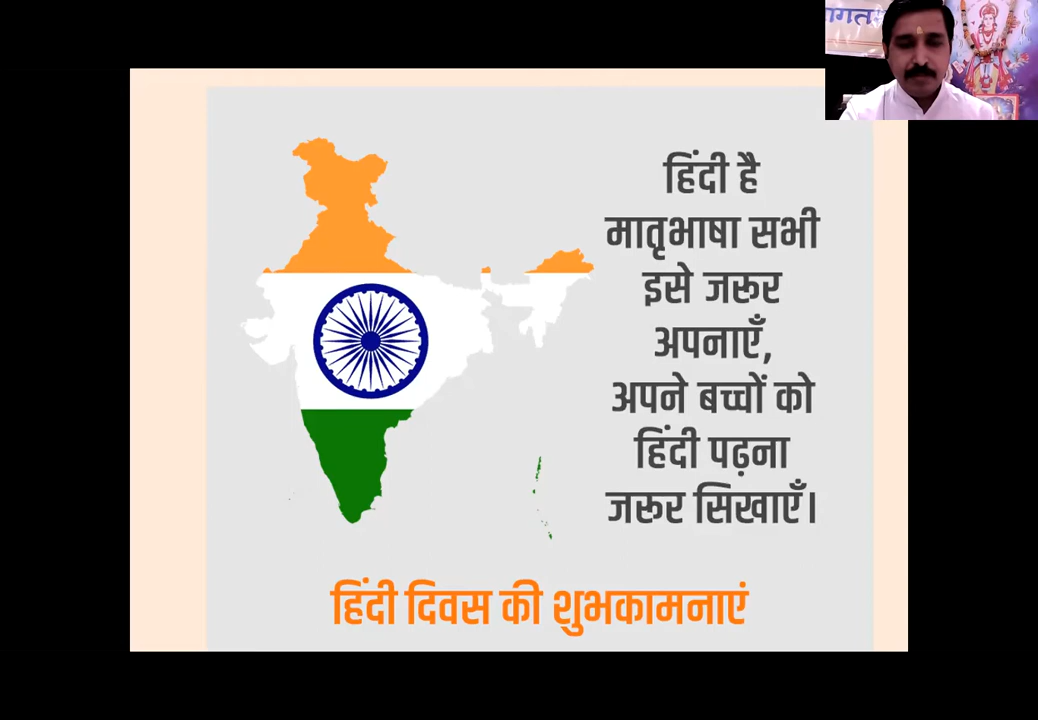 हिंदी है
मातृभाषा सभी
इसे जरूर
अपनाएँ,
अपने बच्चों को
हिंदी पढ़ना
जरूर सिखाएँ।
हिंदी दिवस की शुभकामनाएं